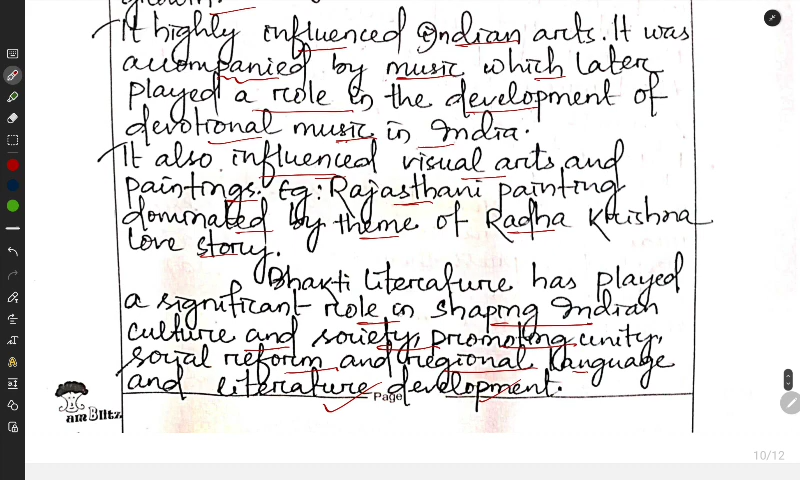 growth.
It highly influenced Indian arts. It was
accompanied by music which later
played a role in the development of
devotional music in India.
It also influenced visual arts and
paintings. Eg: Rajasthani painting
dominated by theme of Radha Krishna
love story.
Bhakti literature has played
a significant role in shaping Indian
culture and society, promoting unity,
social reform and regional language
and literature development.
Page
am Blitz
10/12